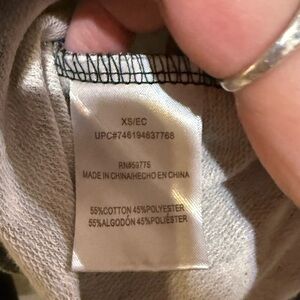 XS/EC
UPC#746194637768
RN#59775
MADE IN CHINA/HECHO EN CHINA
55%COTTON 45%POLYESTER
55%ALGODÓN 45%POLIÉSTER